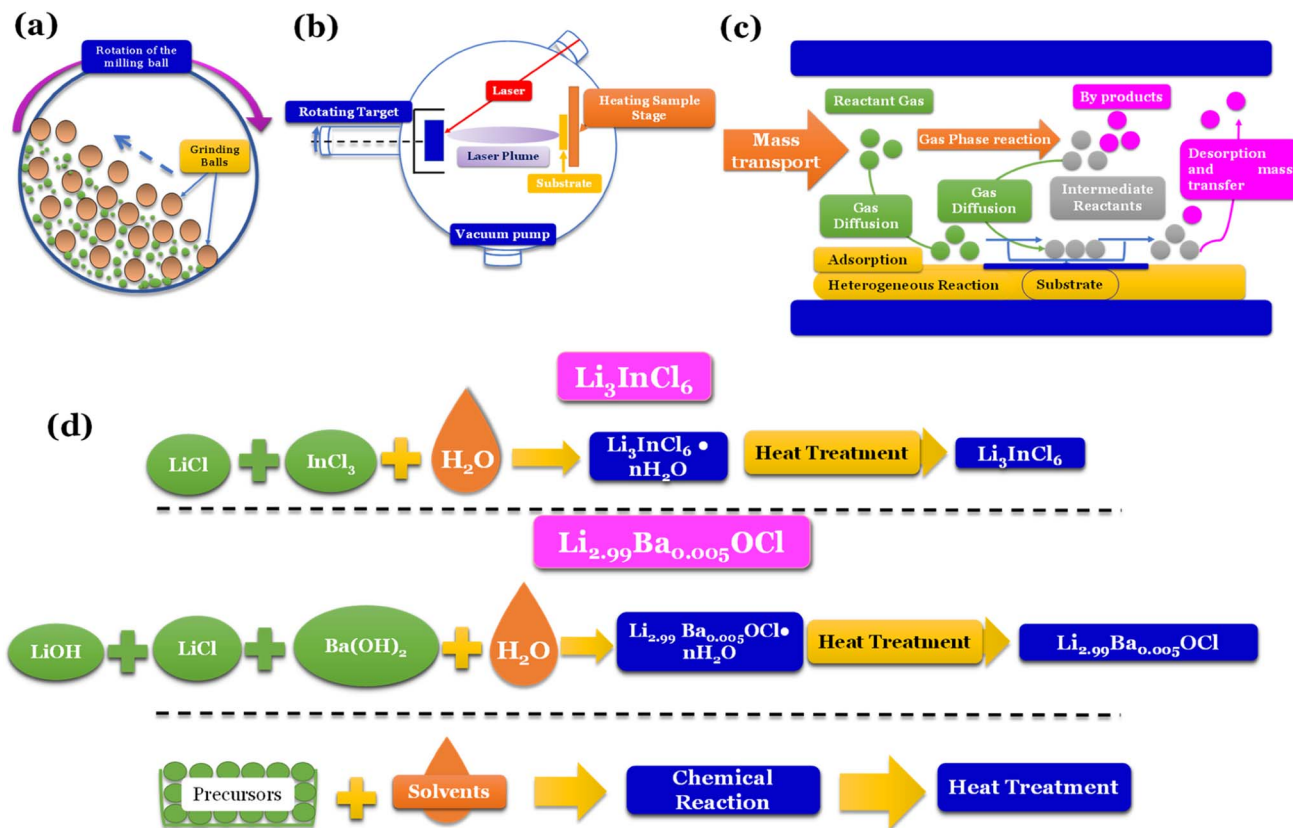 (a)
Rotation of the
milling ball
Grinding
Balls
(b)
Laser
Rotating Target
Heating Sample
Stage
Laser Plume
Substrate
Vacuum pump
(c)
Reactant Gas
By products
Mass
transport
Gas Phase reaction
Desorption
and mass
transfer
Gas
Diffusion
Gas
Diffusion
Intermediate
Reactants
Adsorption
Heterogeneous Reaction
Substrate
(d)
Li₃InCl₆
LiCl
InCl₃
H₂O
Li₃InCl₆ •
nH₂O
Heat Treatment
Li₃InCl₆
Li₂.₉₉Ba₀.₀₀₅OCl
LiOH
LiCl
Ba(OH)₂
H₂O
Li₂.₉₉ Ba₀.₀₀₅OCl•
nH₂O
Heat Treatment
Li₂.₉₉Ba₀.₀₀₅OCl
Precursors
Solvents
Chemical
Reaction
Heat Treatment